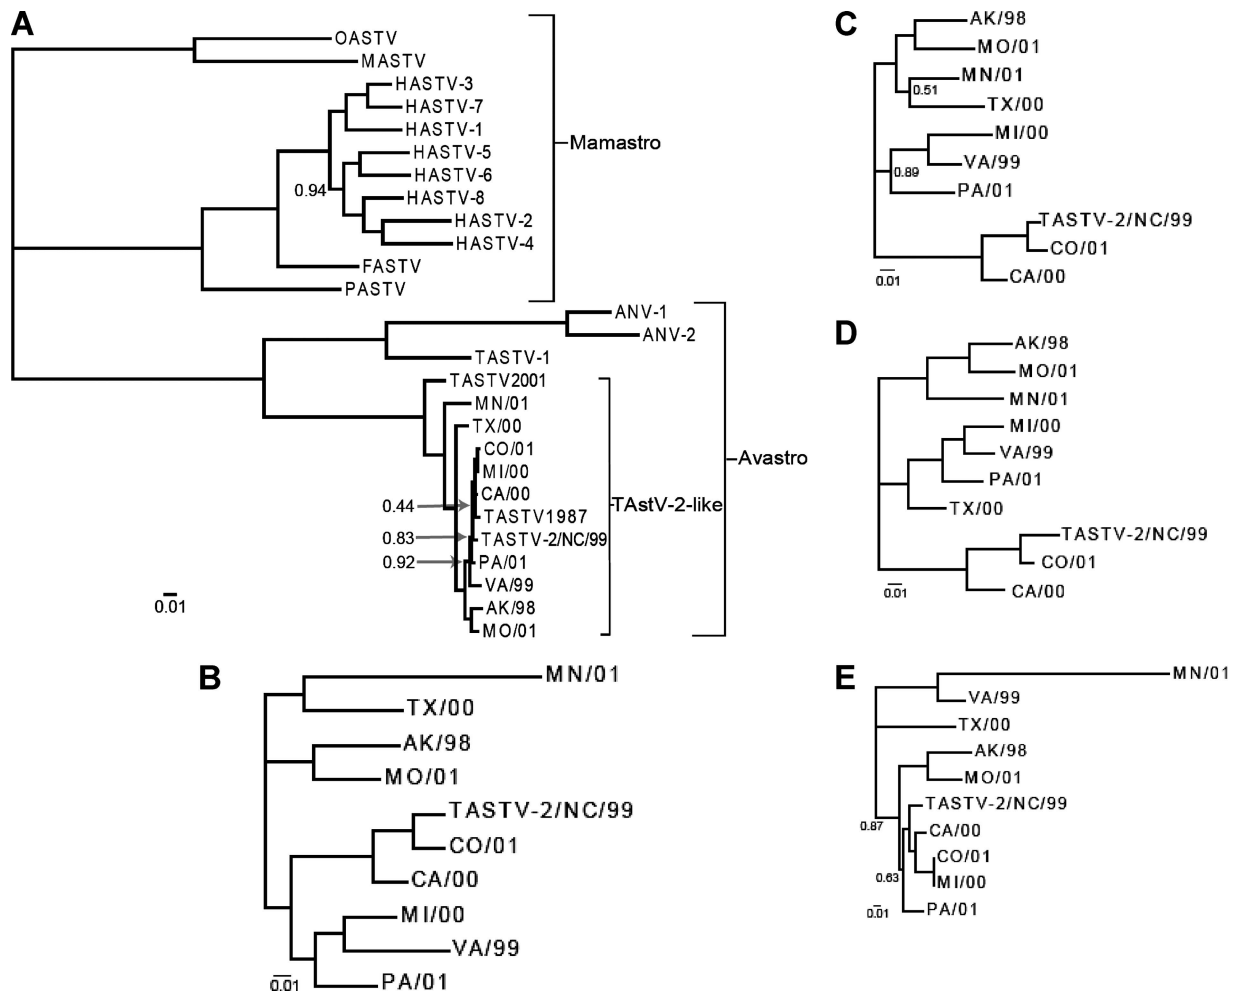 A
OASTV
MASTV
HASTV-3
HASTV-7
HASTV-1
HASTV-5
HASTV-6
HASTV-8
HASTV-2
HASTV-4
FASTV
PASTV
0.94
Mamastro
ANV-1
ANV-2
TASTV-1
TASTV2001
MN/01
TX/00
CO/01
MI/00
CA/00
TASTV1987
TASTV-2/NC/99
PA/01
VA/99
AK/98
MO/01
0.44
0.83
0.92
TAstV-2-like
Avastro
0.01
B
MN/01
TX/00
AK/98
MO/01
TASTV-2/NC/99
CO/01
CA/00
MI/00
VA/99
PA/01
0.01
C
AK/98
MO/01
MN/01
0.51
TX/00
MI/00
VA/99
0.89
PA/01
TASTV-2/NC/99
CO/01
CA/00
0.01
D
AK/98
MO/01
MN/01
MI/00
VA/99
PA/01
TX/00
TASTV-2/NC/99
CO/01
CA/00
0.01
E
MN/01
VA/99
TX/00
AK/98
MO/01
TASTV-2/NC/99
0.87
CA/00
CO/01
0.63
MI/00
PA/01
0.01